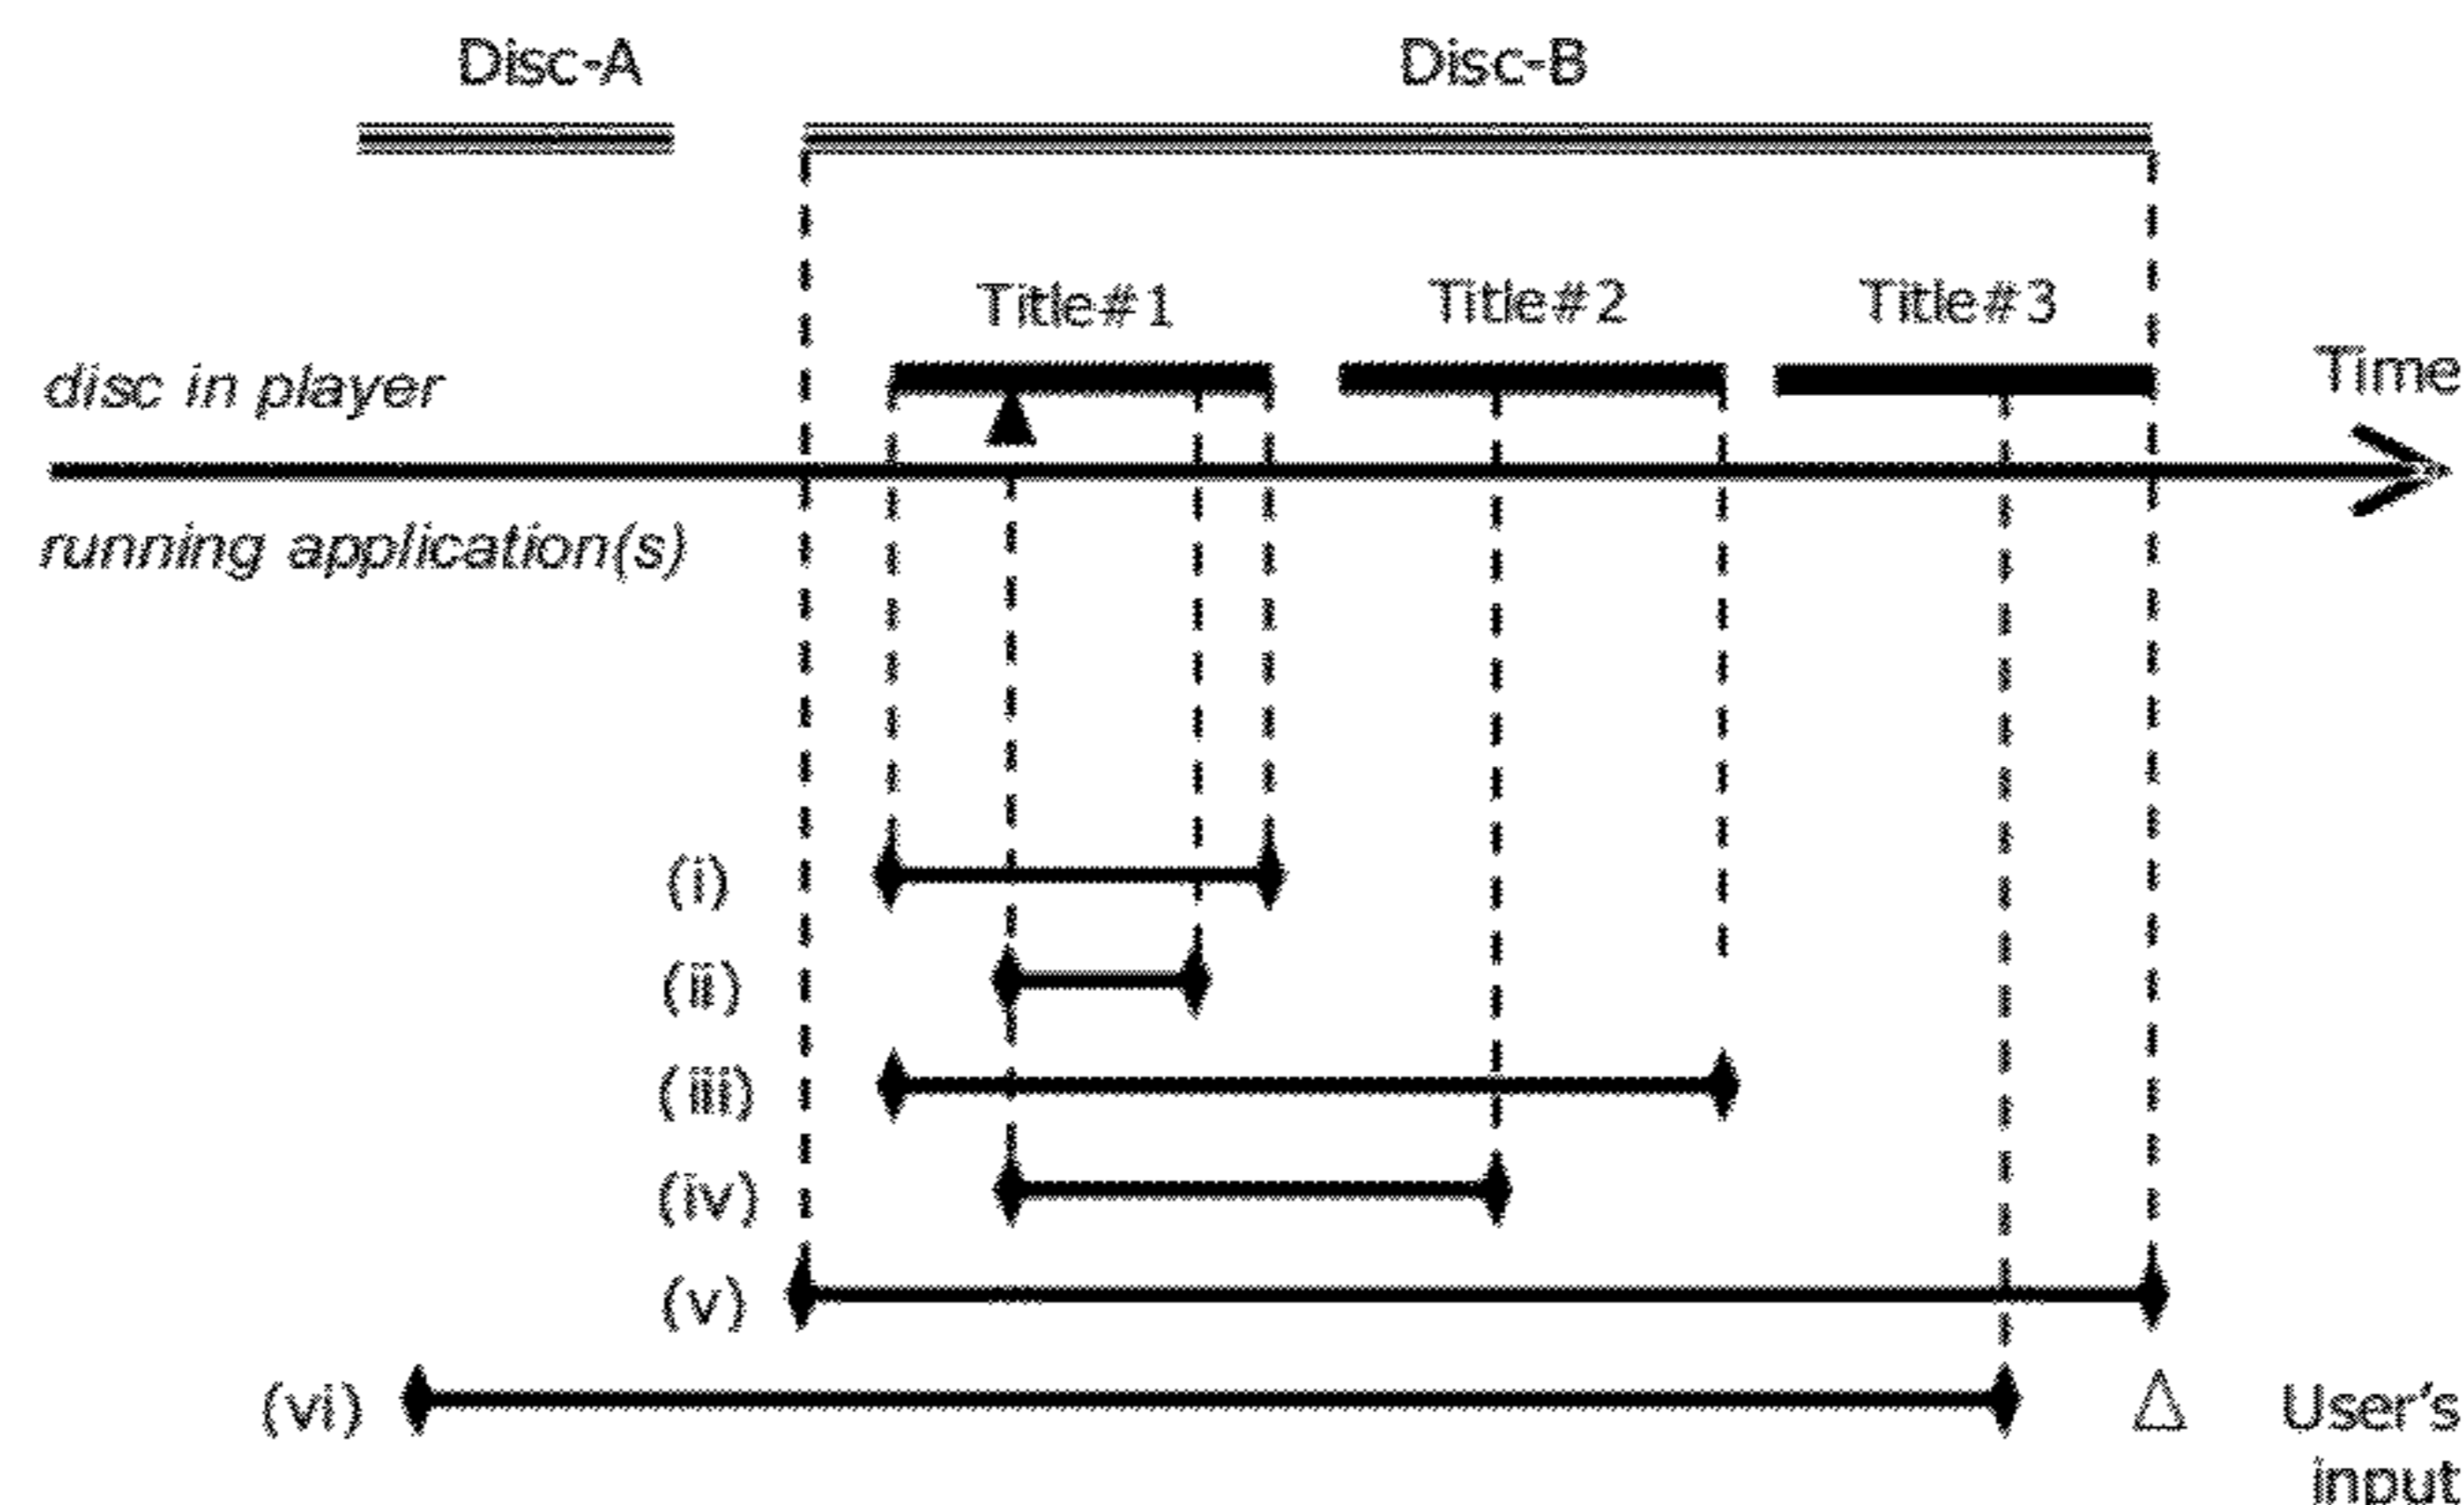 Disc-A
Disc-B
Title#1
Title#2
Title#3
disc in player
Time
running application(s)
(i)
(ii)
(iii)
(iv)
(v)
(vi)
User's
input